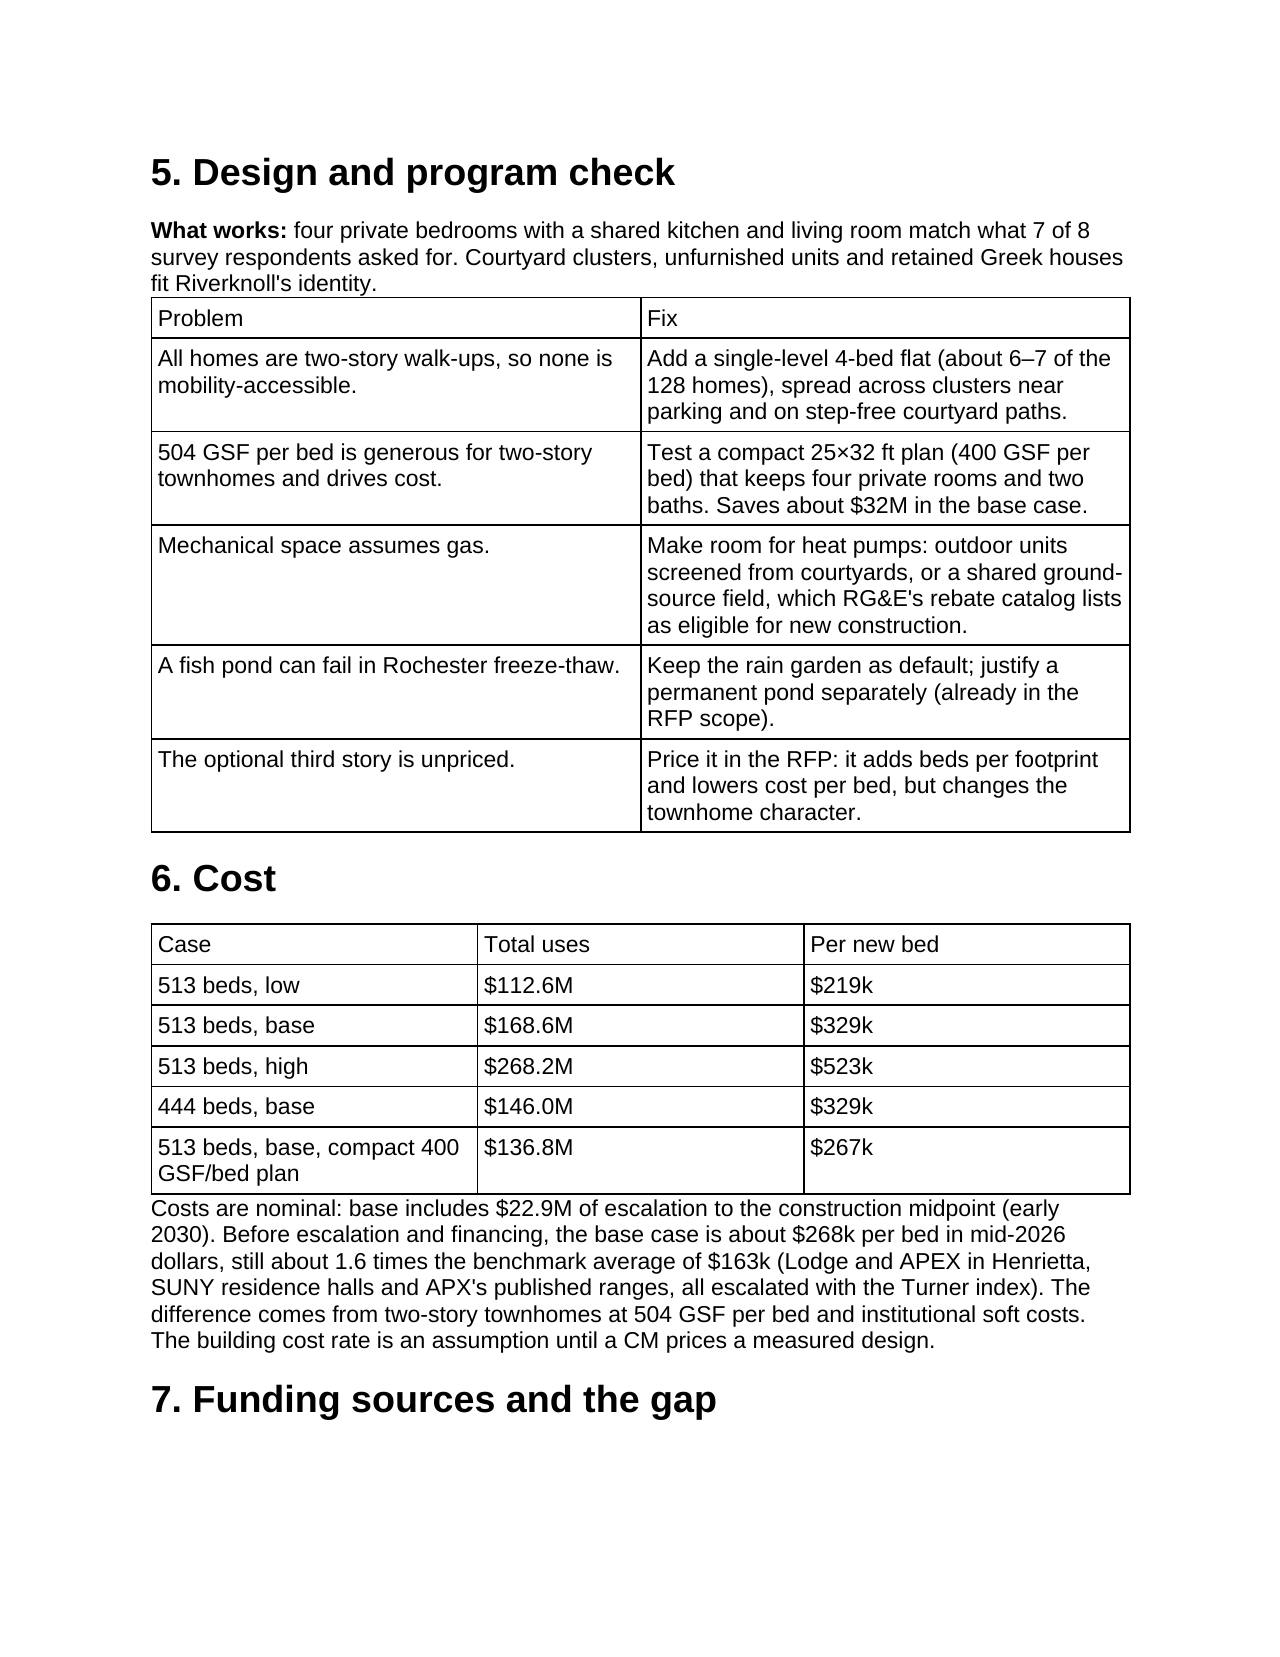 5. Design and program check
What works: four private bedrooms with a shared kitchen and living room match what 7 of 8
survey respondents asked for. Courtyard clusters, unfurnished units and retained Greek houses
fit Riverknoll's identity.
Problem
Fix
All homes are two-story walk-ups, so none is
mobility-accessible.
Add a single-level 4-bed flat (about 6–7 of the
128 homes), spread across clusters near
parking and on step-free courtyard paths.
504 GSF per bed is generous for two-story
townhomes and drives cost.
Test a compact 25×32 ft plan (400 GSF per
bed) that keeps four private rooms and two
baths. Saves about $32M in the base case.
Mechanical space assumes gas.
Make room for heat pumps: outdoor units
screened from courtyards, or a shared ground-
source field, which RG&E's rebate catalog lists
as eligible for new construction.
A fish pond can fail in Rochester freeze-thaw.
Keep the rain garden as default; justify a
permanent pond separately (already in the
RFP scope).
The optional third story is unpriced.
Price it in the RFP: it adds beds per footprint
and lowers cost per bed, but changes the
townhome character.
6. Cost
Case
Total uses
Per new bed
513 beds, low
$112.6M
$219k
513 beds, base
$168.6M
$329k
513 beds, high
$268.2M
$523k
444 beds, base
$146.0M
$329k
513 beds, base, compact 400
GSF/bed plan
$136.8M
$267k
Costs are nominal: base includes $22.9M of escalation to the construction midpoint (early
2030). Before escalation and financing, the base case is about $268k per bed in mid-2026
dollars, still about 1.6 times the benchmark average of $163k (Lodge and APEX in Henrietta,
SUNY residence halls and APX's published ranges, all escalated with the Turner index). The
difference comes from two-story townhomes at 504 GSF per bed and institutional soft costs.
The building cost rate is an assumption until a CM prices a measured design.
7. Funding sources and the gap